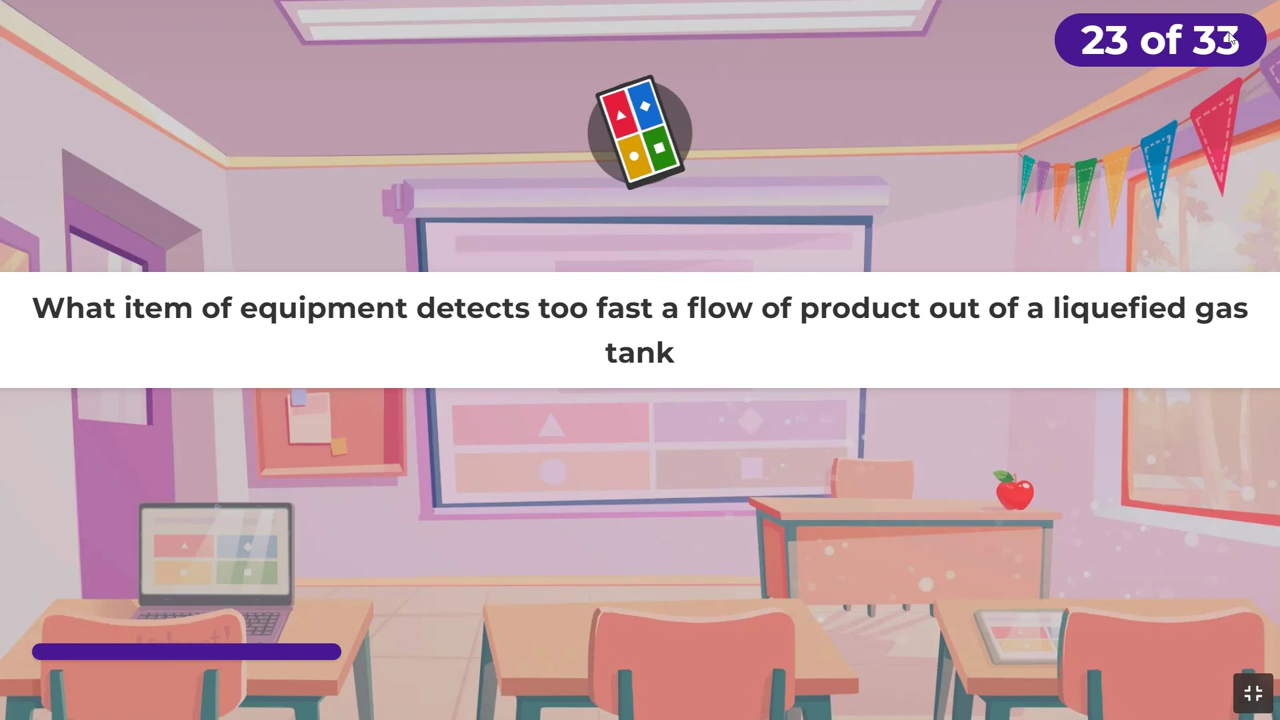 23 of 33
What item of equipment detects too fast a flow of product out of a liquefied gas
tank